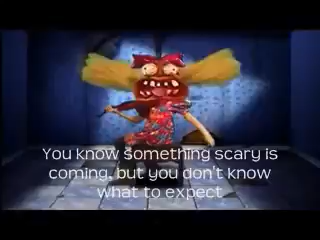 You know something scary is
coming, but you don't know
what to expect